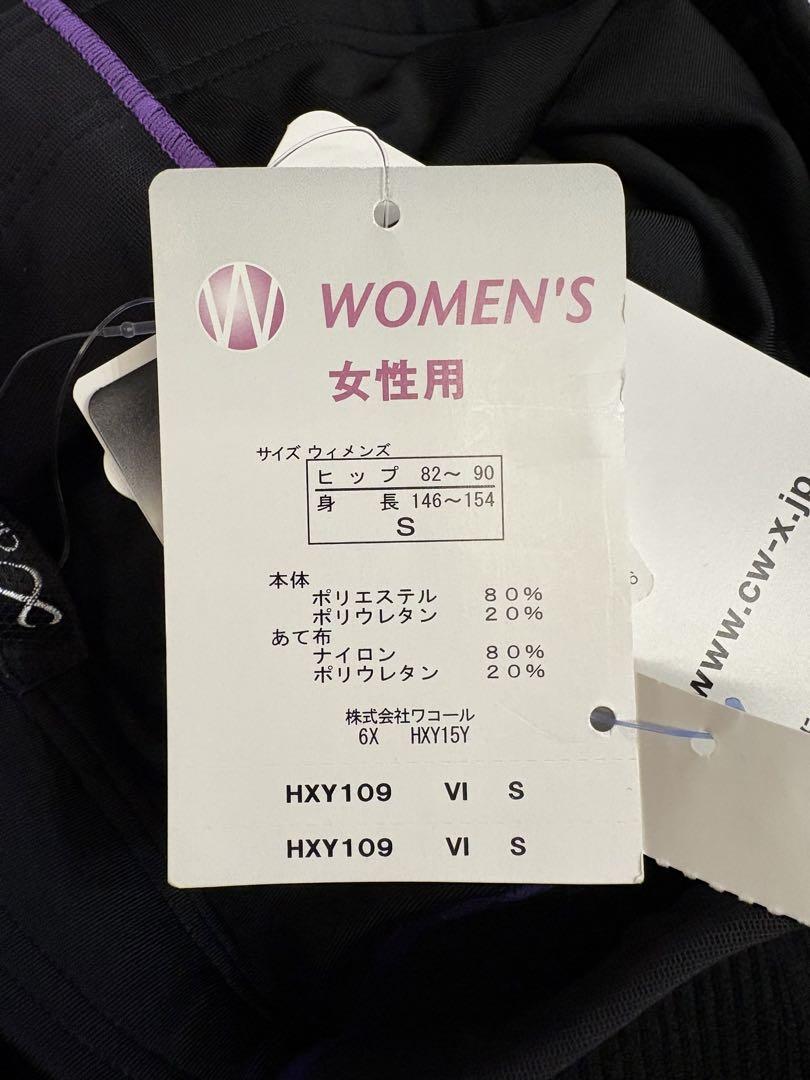 W WOMEN'S
女性用
サイズ ウィメンズ
ヒップ 82～ 90
身長 146～154
S
本体
ポリエステル 80%
ポリウレタン 20%
あて布
ナイロン 80%
ポリウレタン 20%
株式会社ワコール
6X HXY15Y
HXY109 VI S
HXY109 VI S
www.cw-x.jp